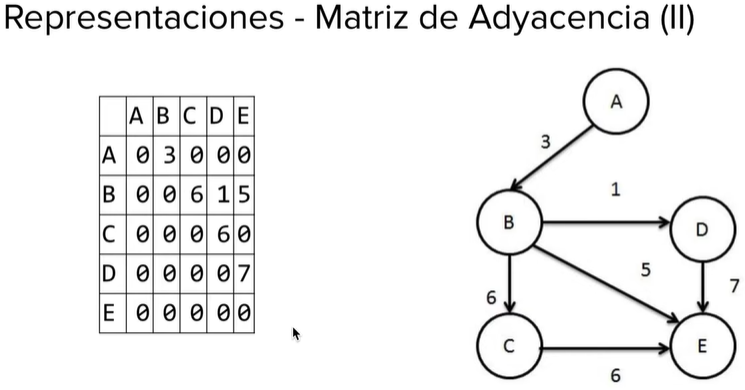 Representaciones - Matriz de Adyacencia (II)
A B C D E
A 0 3 0 0 0
B 0 0 6 1 5
C 0 0 0 6 0
D 0 0 0 0 7
E 0 0 0 0 0
A
3
1
B
D
5
7
6
C
E
6